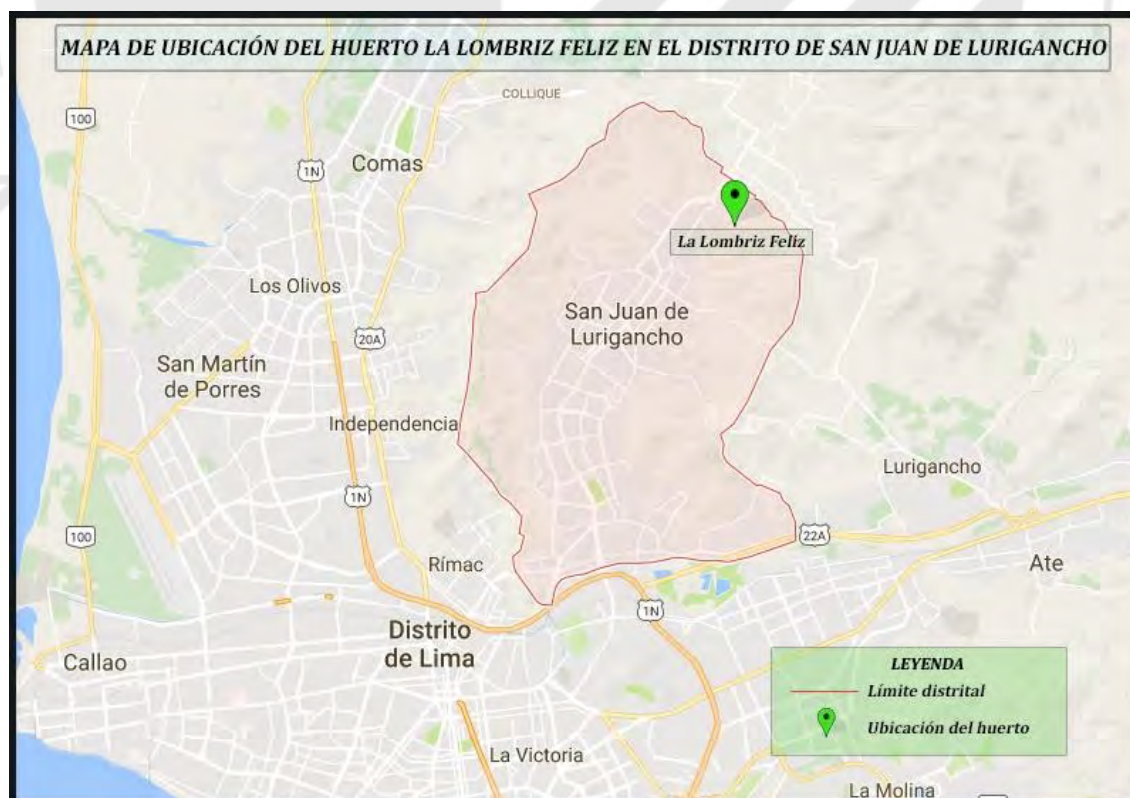 MAPA DE UBICACIÓN DEL HUERTO LA LOMBRIZ FELIZ EN EL DISTRITO DE SAN JUAN DE LURIGANCHO
COLLIQUE
100
1N
Comas
La Lombriz Feliz
Los Olivos
San Juan de
Lurigancho
20A
San Martín
de Porres
Independencia
Lurigancho
1N
100
22A
Rímac
Ate
1N
Distrito
de Lima
Callao
LEYENDA
Límite distrital
Ubicación del huerto
La Victoria
La Molina